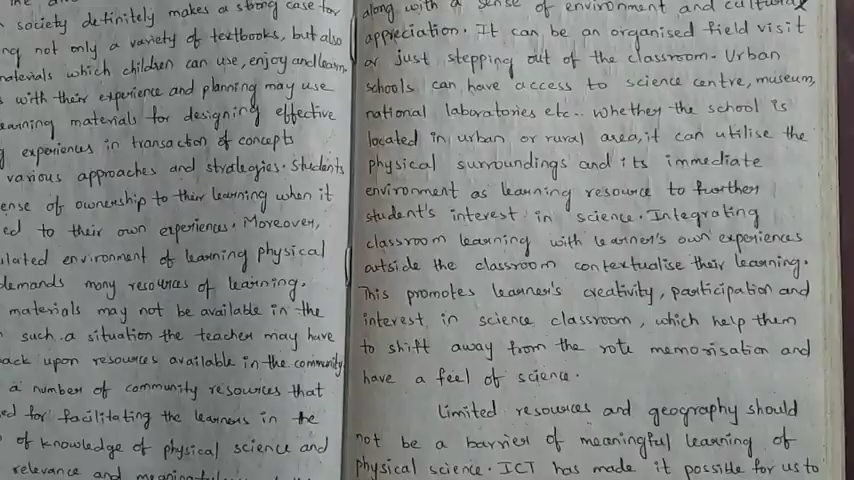 society definitely makes a strong case for
not only a variety of textbooks, but also
materials which children can use, enjoy and learn.
with their experience and planning may use
learning materials for designing effective
experiences in transaction of concepts
various approaches and strategies. Students
sense of ownership to their learning when it
ed to their own experiences. Moreover,
lated environment of learning physical
demands many resources of learning.
materials may not be available in the
such a situation the teacher may have
back upon resources available in the community.
a number of community resources that
ed for facilitating the learners in the
of knowledge of physical science and
relevance and
along with a sense of environment and cultural
appreciation. It can be an organised field visit
or just stepping out of the classroom. Urban
schools can have access to science centre, museum,
national laboratories etc.. Whether the school is
located in urban or rural area, it can utilise the
physical surroundings and its immediate
environment as learning resource to further
student's interest in science. Integrating
classroom learning with learner's own experiences
outside the classroom contextualise their learning.
This promotes learner's creativity, participation and
interest in science classroom, which help them
to shift away from the rote memorisation and
have a feel of science.
Limited resources and geography should
not be a barrier of meaningful learning of
physical science. ICT has made it possible for us to